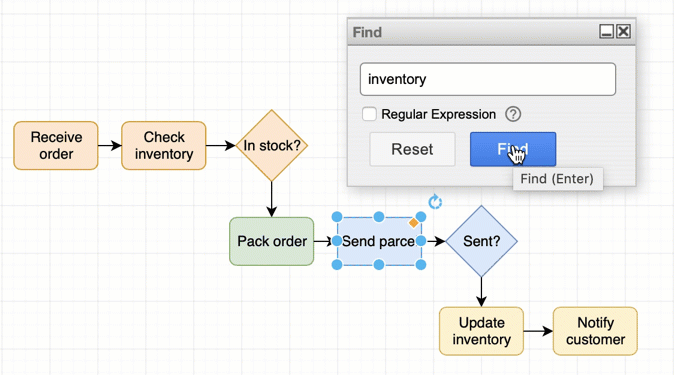 Find
inventory
Regular Expression
Reset
Find
Find (Enter)
Receive
order
Check
inventory
In stock?
Pack order
Send parcel
Sent?
Update
inventory
Notify
customer